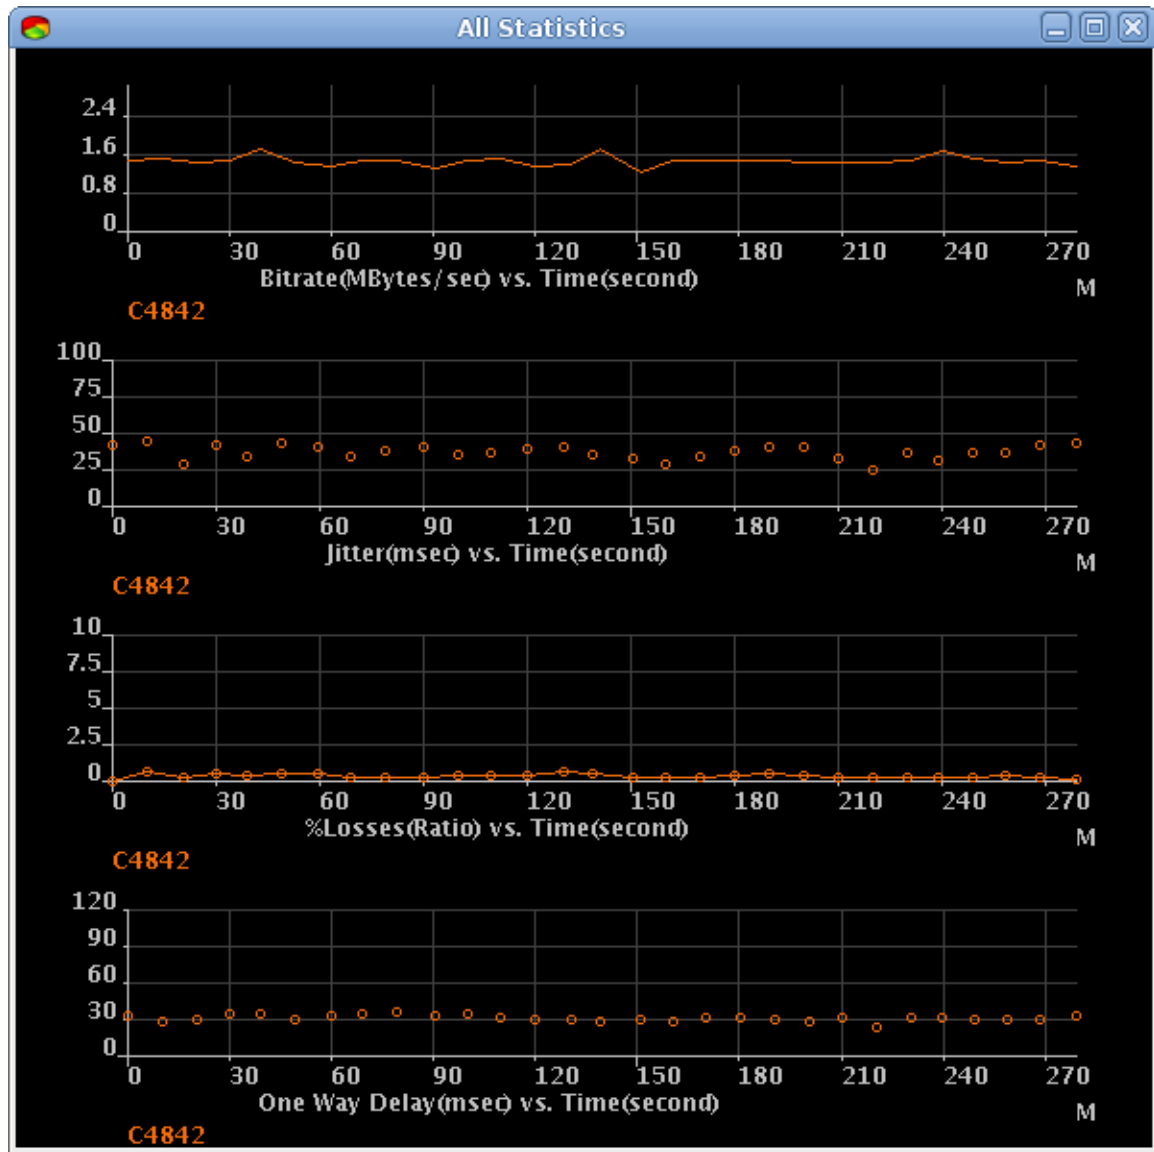 All Statistics
2.4
1.6
0.8
0
0 30 60 90 120 150 180 210 240 270
Bitrate(MBytes/sec) vs. Time(second)
M
C4842
100
75
50
25
0
0 30 60 90 120 150 180 210 240 270
Jitter(msec) vs. Time(second)
M
C4842
10
7.5
5
2.5
0
0 30 60 90 120 150 180 210 240 270
%Losses(Ratio) vs. Time(second)
M
C4842
120
90
60
30
0
0 30 60 90 120 150 180 210 240 270
One Way Delay(msec) vs. Time(second)
M
C4842